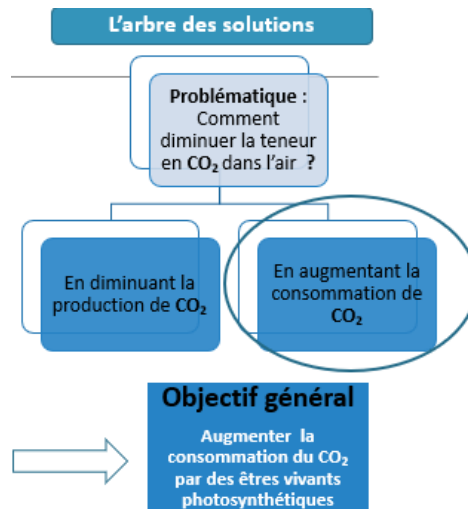 L'arbre des solutions
Problématique :
Comment
diminuer la teneur
en CO₂ dans l'air ?
En diminuant la
production de CO₂
En augmentant la
consommation de
CO₂
Objectif général
Augmenter la
consommation du CO₂
par des êtres vivants
photosynthétiques